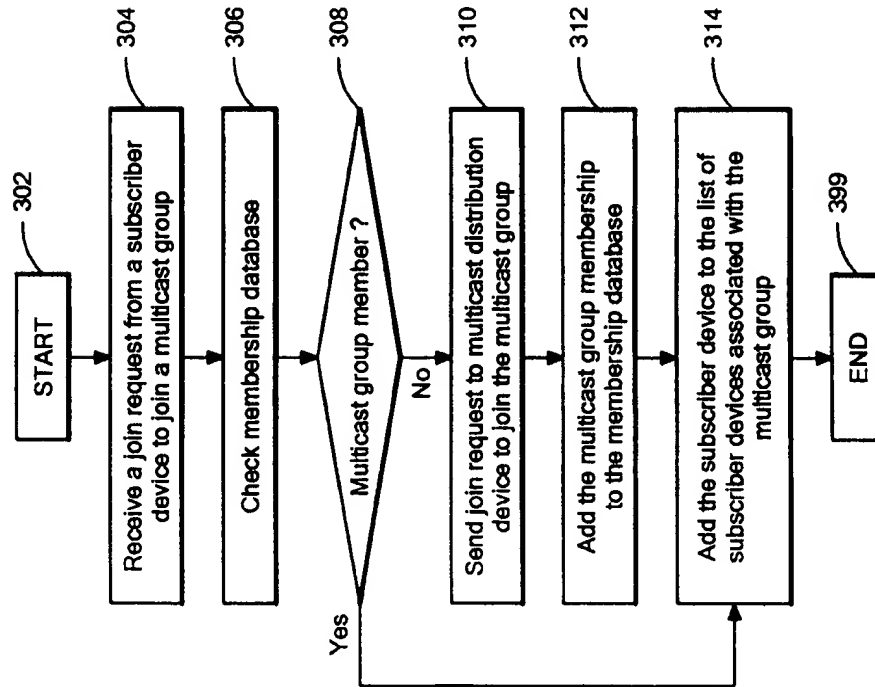 START
302
Receive a join request from a subscriber
device to join a multicast group
304
Check membership database
306
Multicast group member ?
308
Yes
No
Send join request to multicast distribution
device to join the multicast group
310
Add the multicast group membership
to the membership database
312
Add the subscriber device to the list of
subscriber devices associated with the
multicast group
314
END
399